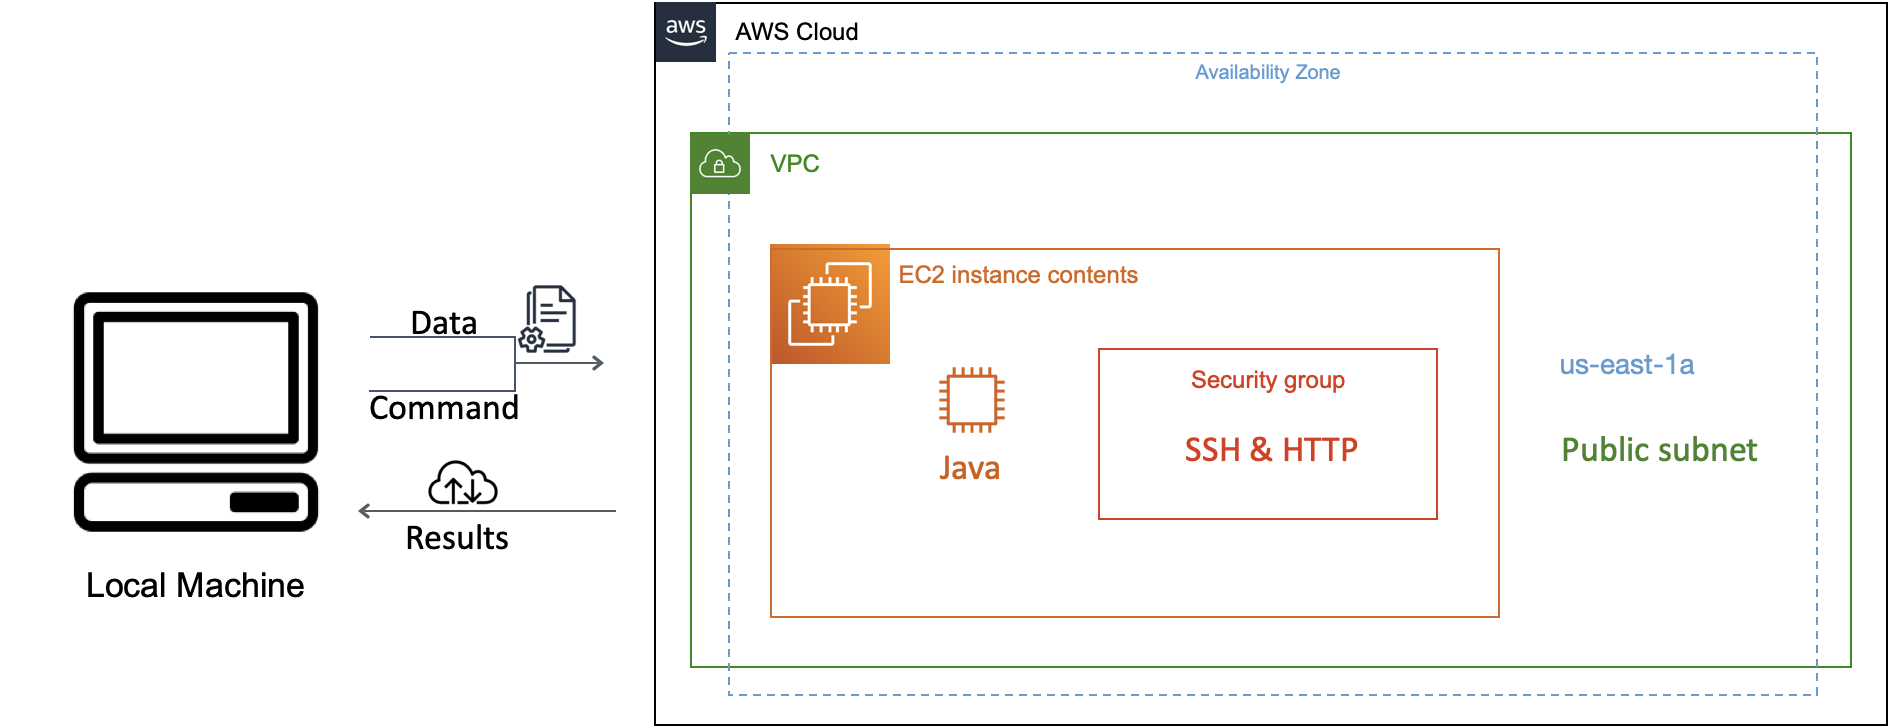 aws
AWS Cloud
Availability Zone
VPC
EC2 instance contents
Data
Command
Security group
us-east-1a
SSH & HTTP
Public subnet
Java
Results
Local Machine